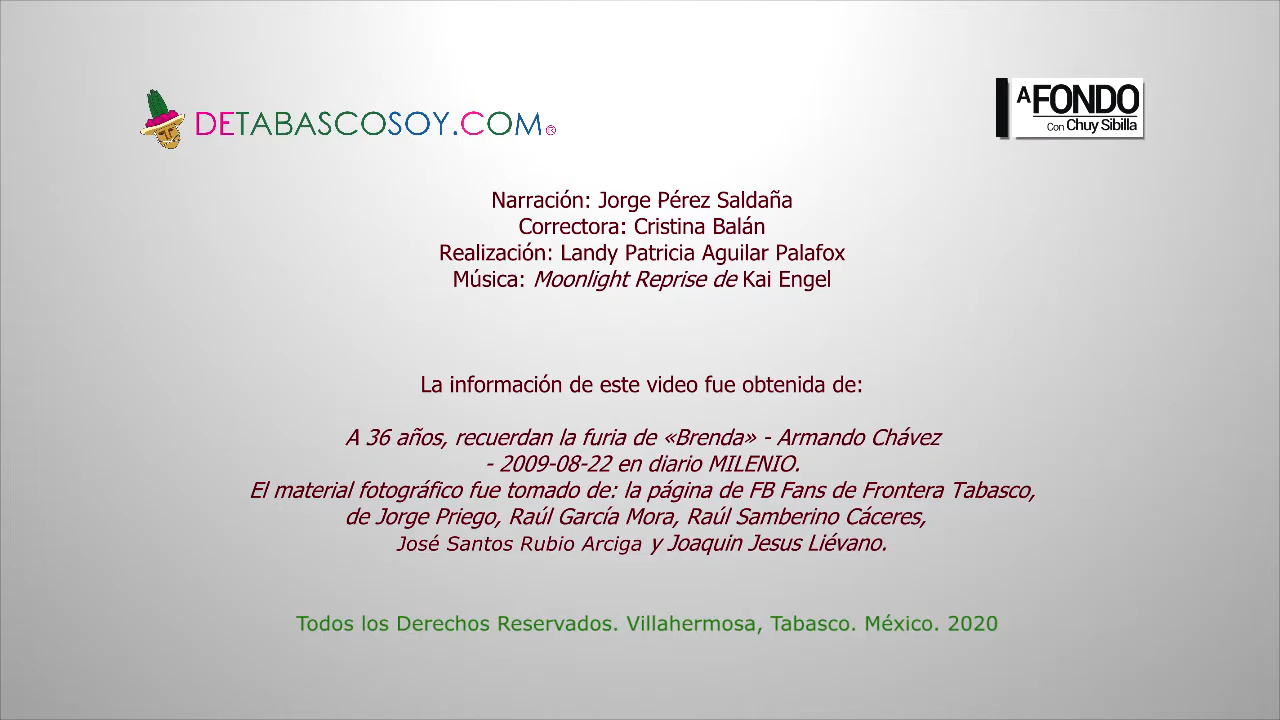 DETABASCOSOY.COM®
A FONDO
Con Chuy Sibilla
Narración: Jorge Pérez Saldaña
Correctora: Cristina Balán
Realización: Landy Patricia Aguilar Palafox
Música: Moonlight Reprise de Kai Engel
La información de este video fue obtenida de:
A 36 años, recuerdan la furia de «Brenda» - Armando Chávez
- 2009-08-22 en diario MILENIO.
El material fotográfico fue tomado de: la página de FB Fans de Frontera Tabasco,
de Jorge Priego, Raúl García Mora, Raúl Samberino Cáceres,
José Santos Rubio Arciga y Joaquin Jesus Liévano.
Todos los Derechos Reservados. Villahermosa, Tabasco. México. 2020